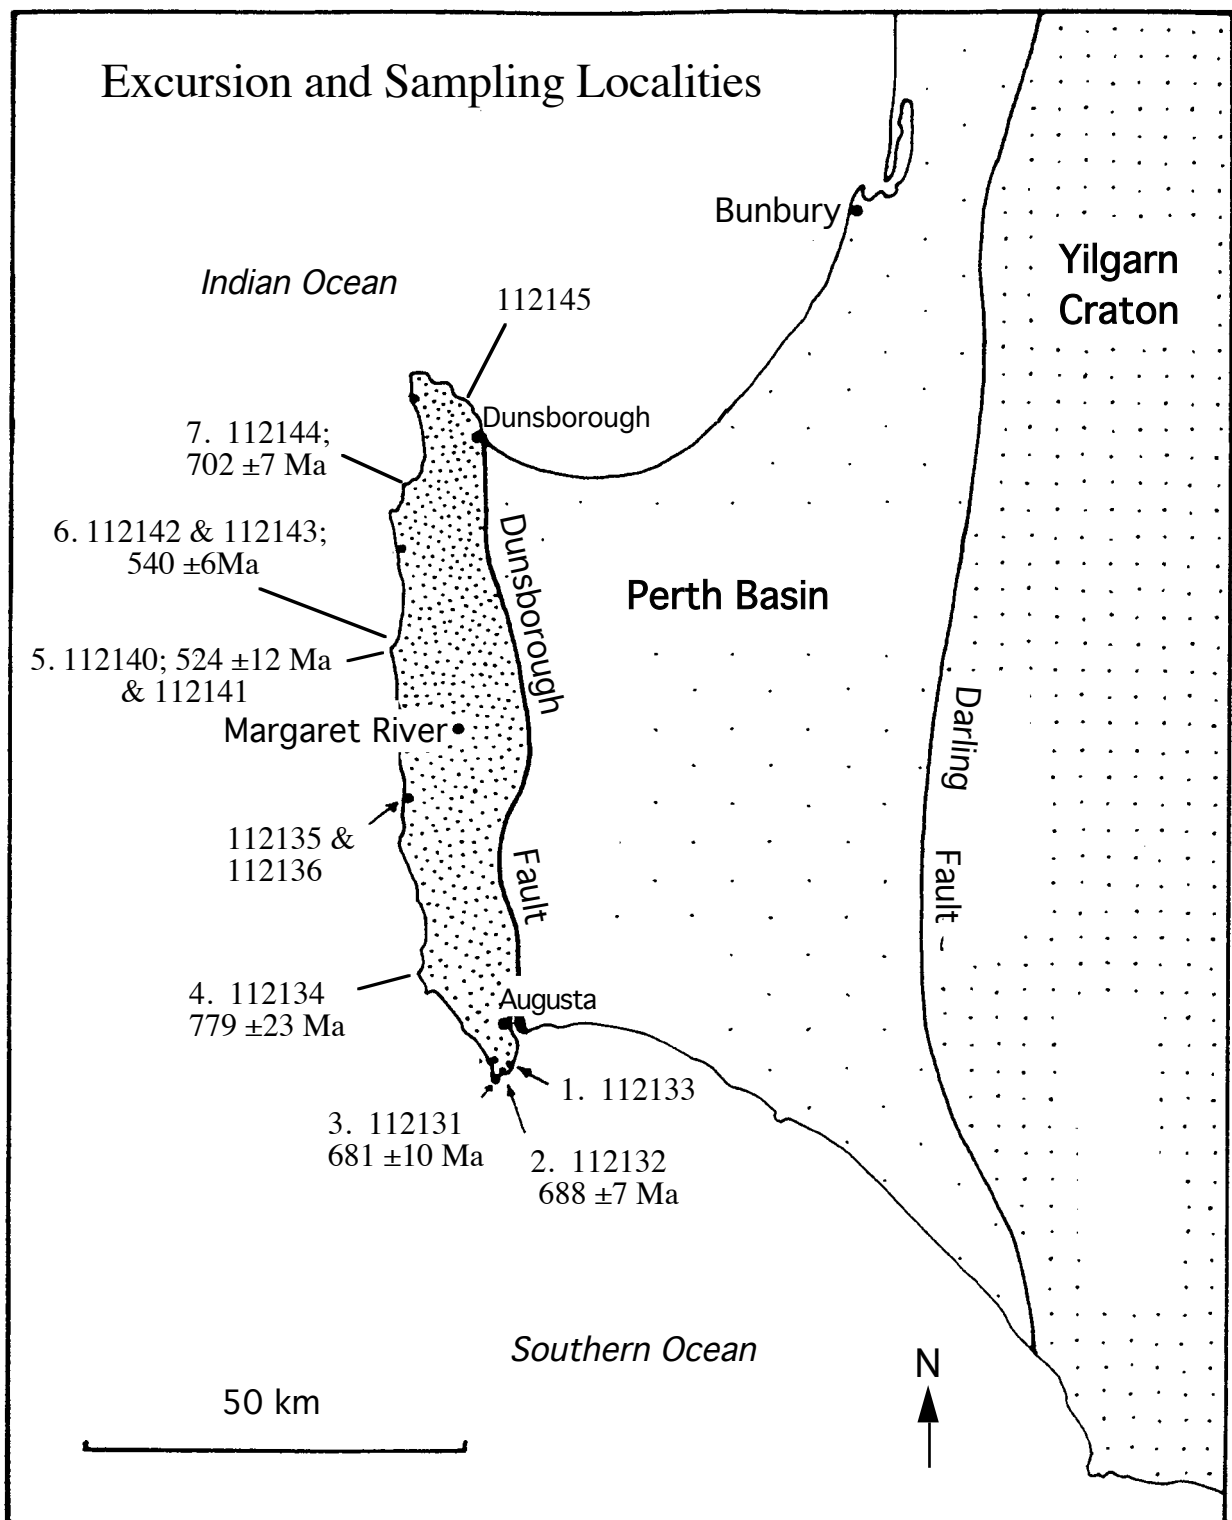 Excursion and Sampling Localities
Bunbury
Yilgarn
Craton
Indian Ocean
112145
Dunsborough
7. 112144;
702 ±7 Ma
6. 112142 & 112143;
540 ±6Ma
Dunsborough
Perth Basin
5. 112140; 524 ±12 Ma
& 112141
Margaret River
Darling
112135 &
112136
Fault
Fault
4. 112134
779 ±23 Ma
Augusta
1. 112133
3. 112131
681 ±10 Ma
2. 112132
688 ±7 Ma
Southern Ocean
N
50 km